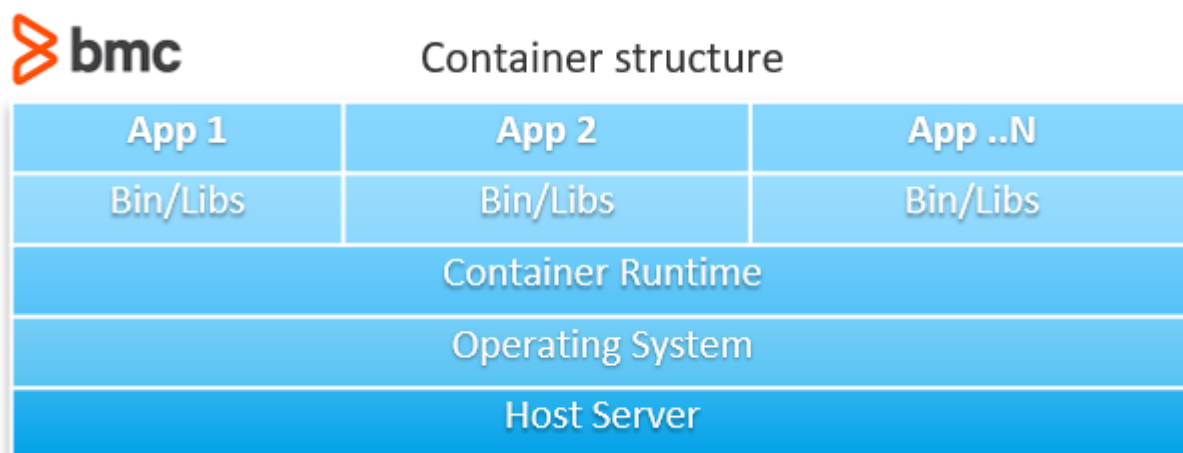 bmc
Container structure
App 1 App 2 App ..N
Bin/Libs Bin/Libs Bin/Libs
Container Runtime
Operating System
Host Server